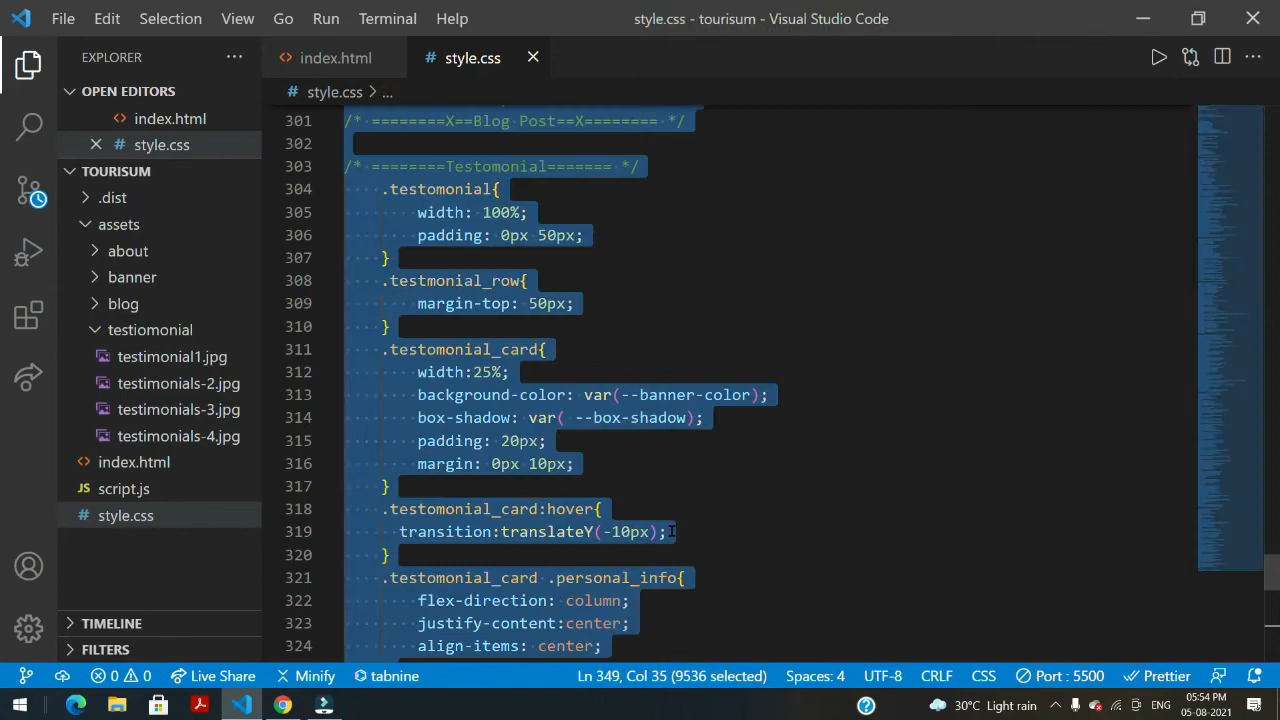 File Edit Selection View Go Run Terminal Help style.css - tourisum - Visual Studio Code
EXPLORER
index.html
# style.css
OPEN EDITORS
# style.css > ...
index.html
# style.css
TOURISUM
.dist
assets
about
banner
blog
testiomonial
testimonial1.jpg
testimonials-2.jpg
testimonials-3.jpg
testimonials-4.jpg
index.html
JS script.js
# style.css
TIMELINE
FILTERS
301 /* ========X==Blog Post==X======== */
302
303 /* ========Testomonial======= */
304 .testomonial{
305 width: 100%;
306 padding: 0px 50px;
307 }
308 .testmonial_row{
309 margin-top: 50px;
310 }
311 .testomonial_card{
312 width:25%;
313 background-color: var(--banner-color);
314 box-shadow: var( --box-shadow);
315 padding: 20px;
316 margin: 0px 10px;
317 }
318 .testomonial_card:hover{
319 transition:translateY(-10px);
320 }
321 .testomonial_card .personal_info{
322 flex-direction: column;
323 justify-content:center;
324 align-items: center;
0 0 Live Share Minify tabnine Ln 349, Col 35 (9536 selected) Spaces: 4 UTF-8 CRLF CSS Port : 5500 Prettier
30°C Light rain ENG 05:54 PM
05-08-2021